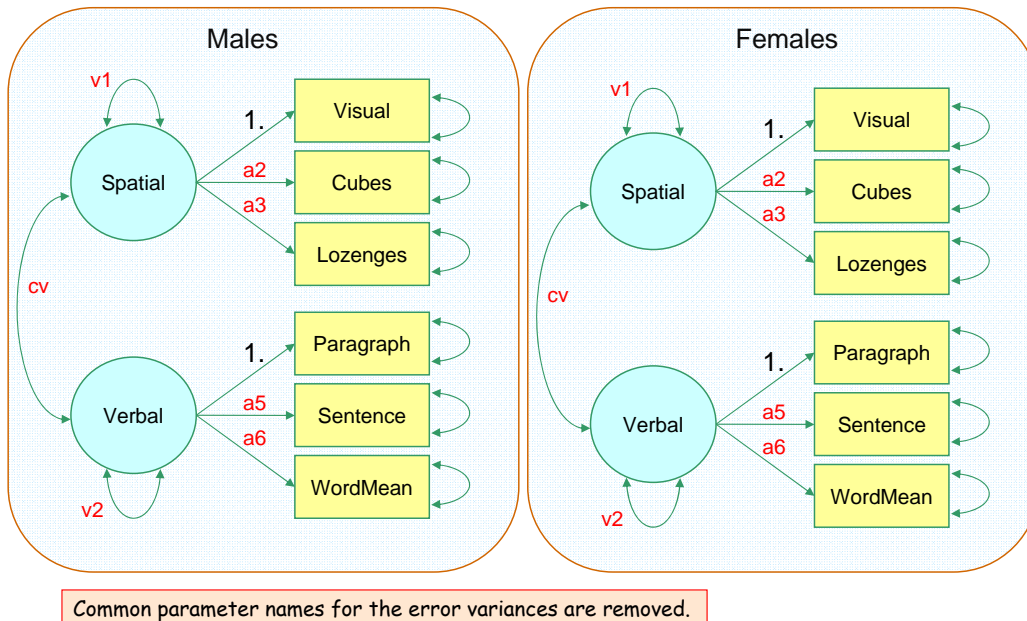 Males
v1
1.
Visual
Spatial
a2
Cubes
a3
Lozenges
cv
1.
Paragraph
Verbal
a5
Sentence
a6
WordMean
v2
Females
v1
1.
Visual
Spatial
a2
Cubes
a3
Lozenges
cv
1.
Paragraph
Verbal
a5
Sentence
a6
WordMean
v2
Common parameter names for the error variances are removed.